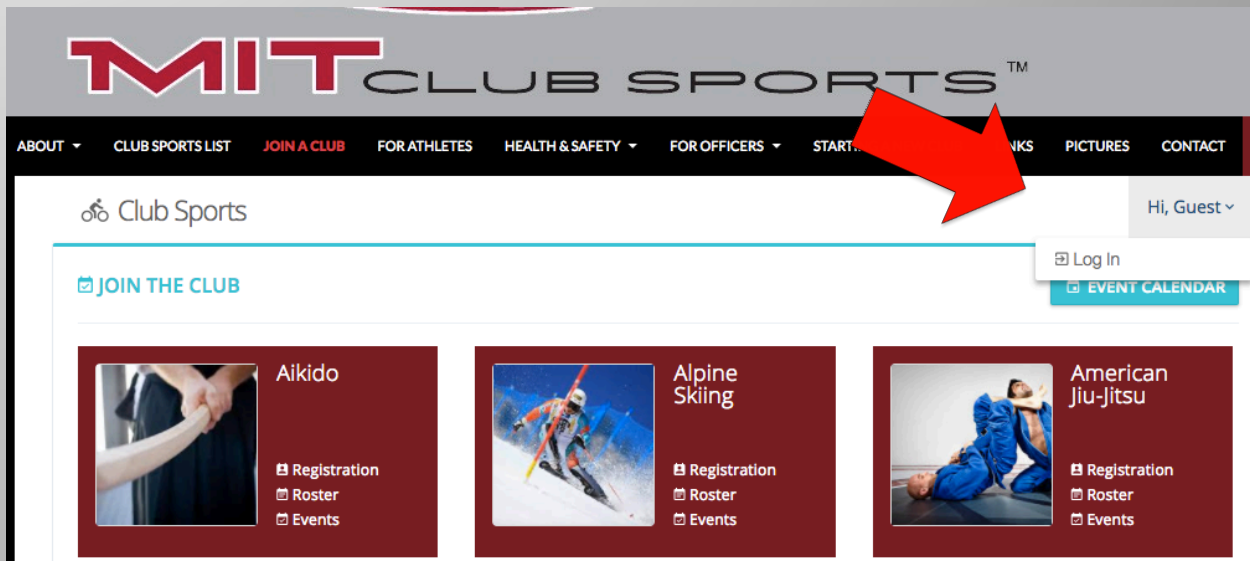 MIT CLUB SPORTS™
ABOUT CLUB SPORTS LIST JOIN A CLUB FOR ATHLETES HEALTH & SAFETY FOR OFFICERS PICTURES CONTACT
Club Sports
Hi, Guest
Log In
JOIN THE CLUB
EVENT CALENDAR
Aikido
Registration
Roster
Events
Alpine
Skiing
Registration
Roster
Events
American
Jiu-Jitsu
Registration
Roster
Events